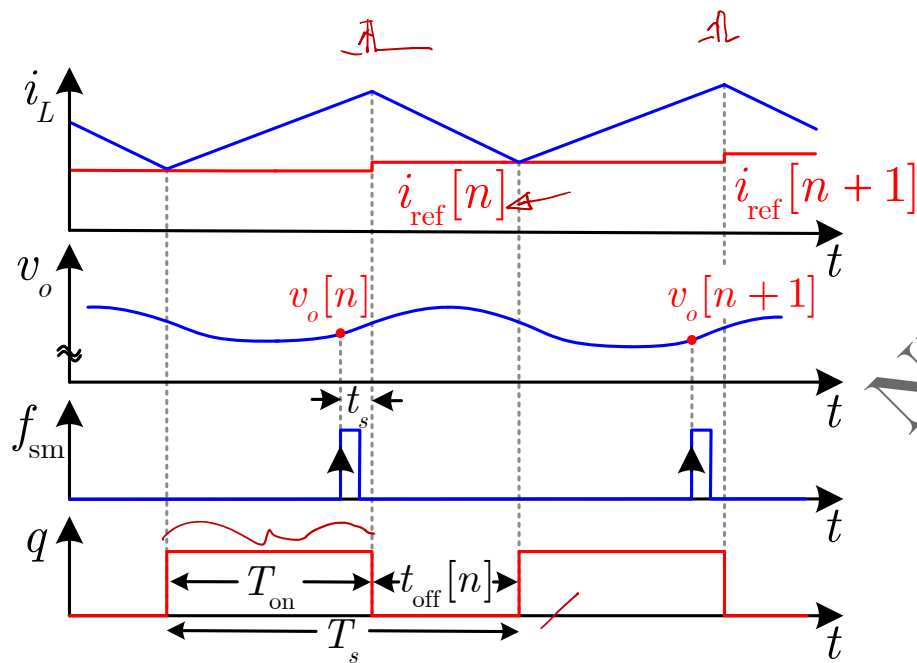 i_L
i_ref[n]
i_ref[n + 1]
t
v_o
v_o[n]
v_o[n + 1]
t
t_s
f_sm
t
q
T_on
t_off[n]
T_s
t